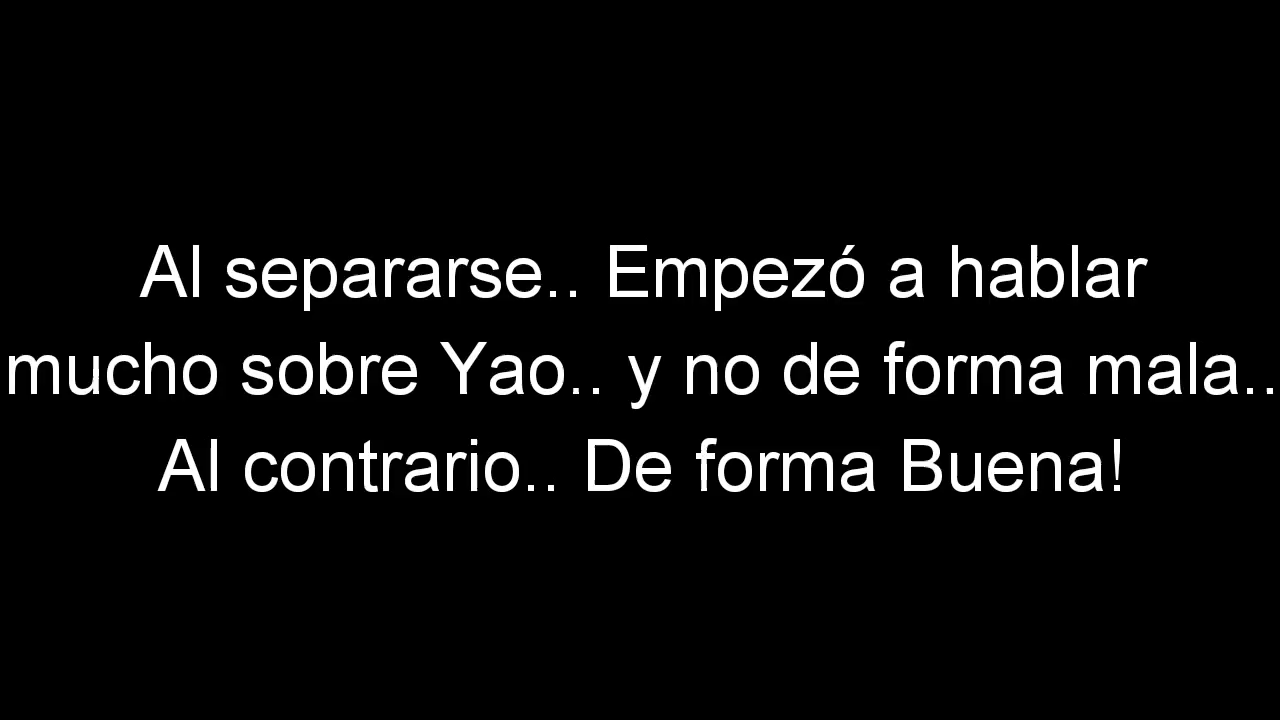 Al separarse.. Empezó a hablar
mucho sobre Yao.. y no de forma mala..
Al contrario.. De forma Buena!